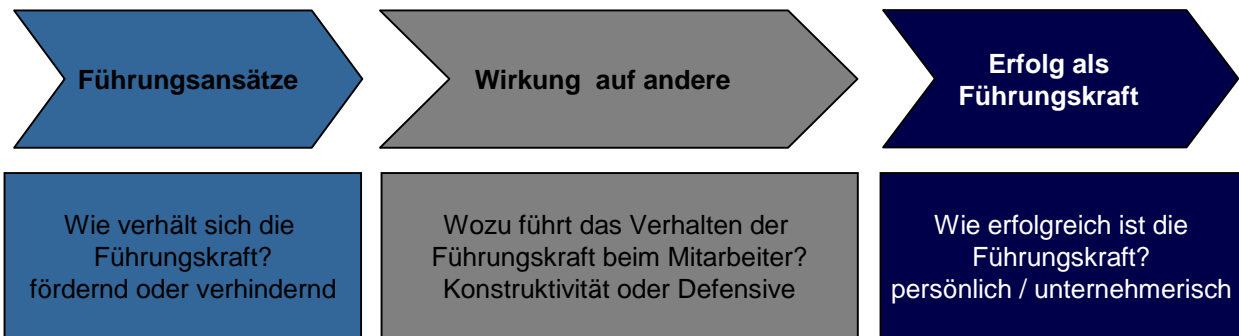 Führungsansätze
Wirkung  auf andere
Erfolg als
Führungskraft
Wie verhält sich die
Führungskraft?
fördernd oder verhindernd
Wozu führt das Verhalten der
Führungskraft beim Mitarbeiter?
Konstruktivität oder Defensive
Wie erfolgreich ist die
Führungskraft?
persönlich / unternehmerisch